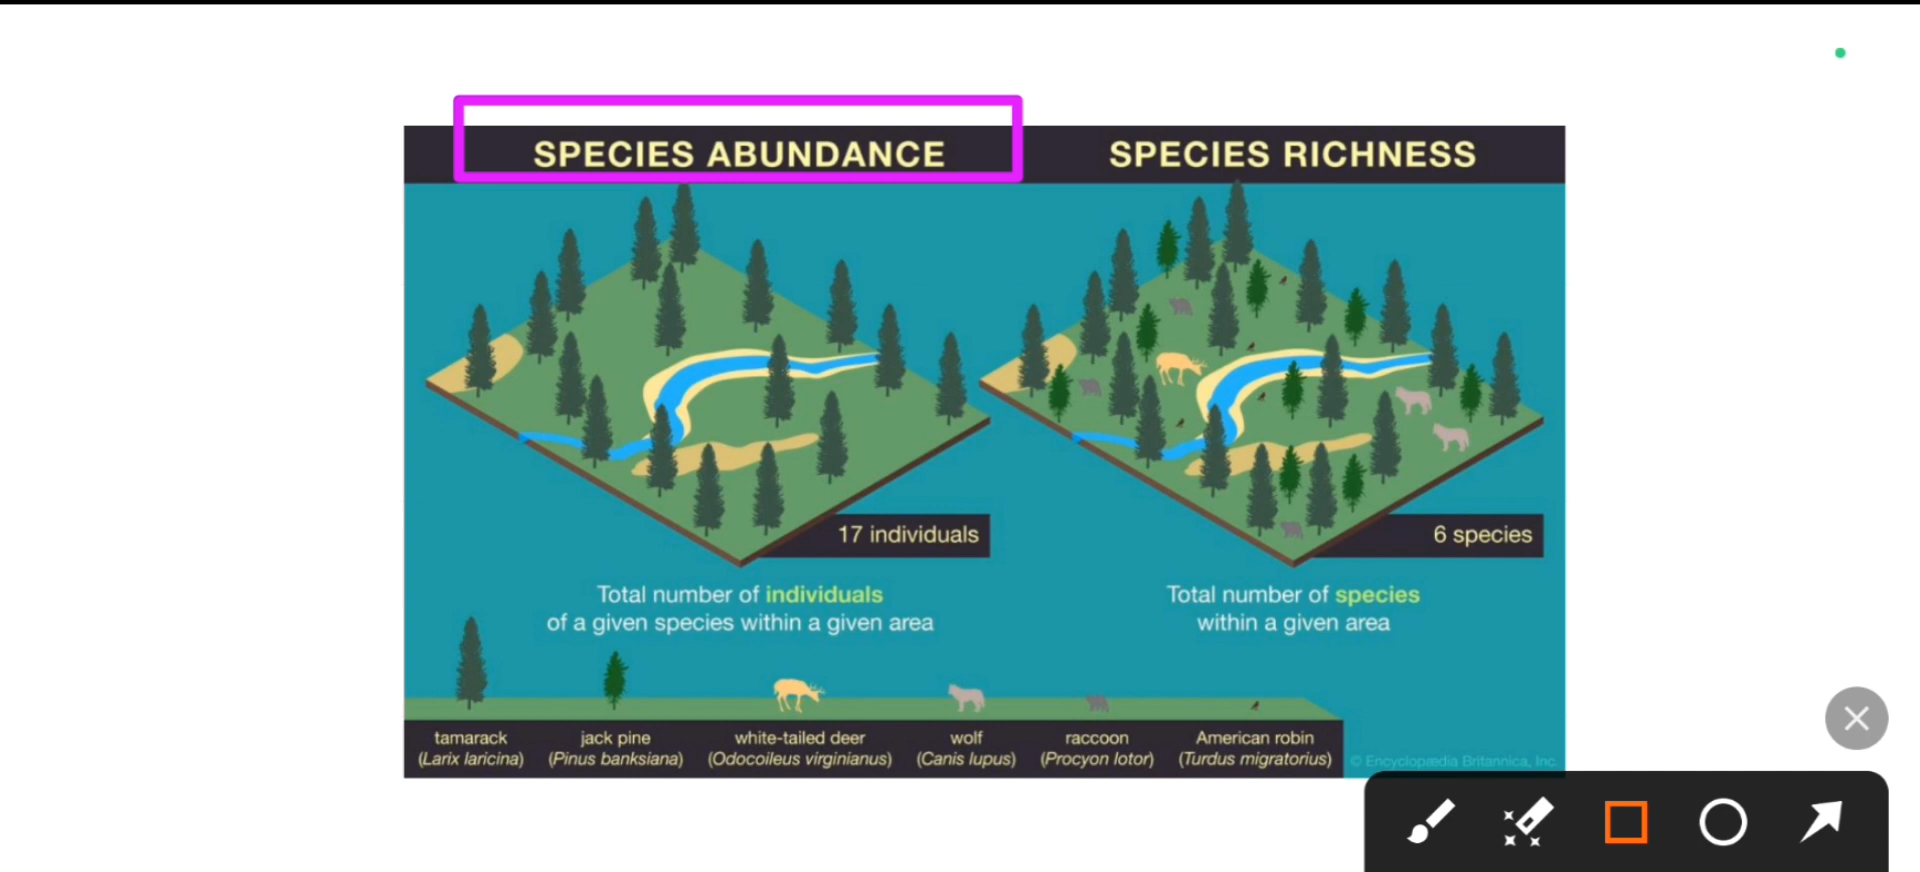 SPECIES ABUNDANCE
SPECIES RICHNESS
17 individuals
6 species
Total number of individuals
of a given species within a given area
Total number of species
within a given area
tamarack
(Larix laricina)
jack pine
(Pinus banksiana)
white-tailed deer
(Odocoileus virginianus)
wolf
(Canis lupus)
raccoon
(Procyon lotor)
American robin
(Turdus migratorius)
© Encyclopædia Britannica, Inc.